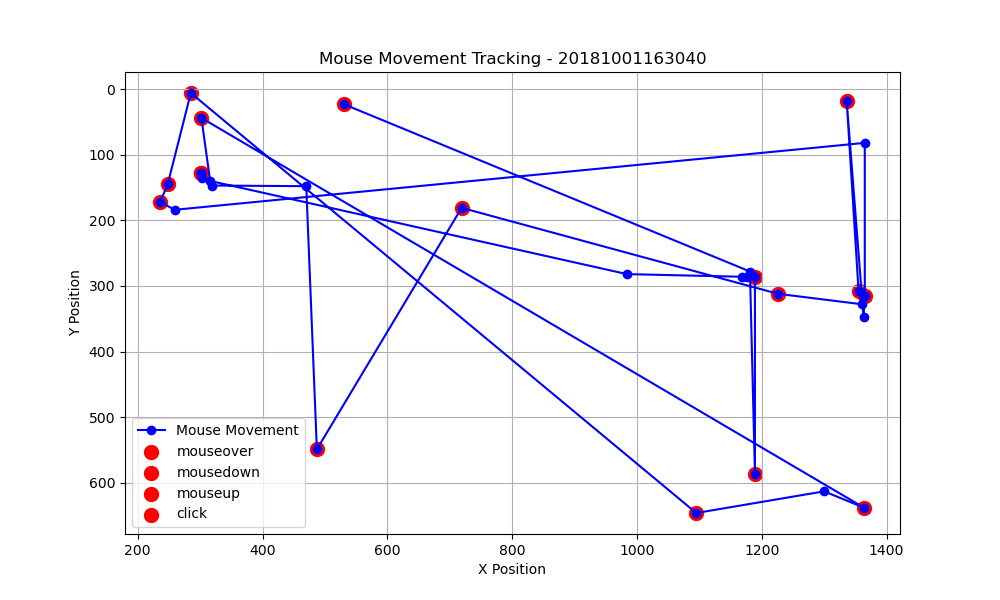 Mouse Movement Tracking - 20181001163040
0
100
200
300
400
500
600
Y Position
Mouse Movement
mouseover
mousedown
mouseup
click
200 400 600 800 1000 1200 1400
X Position